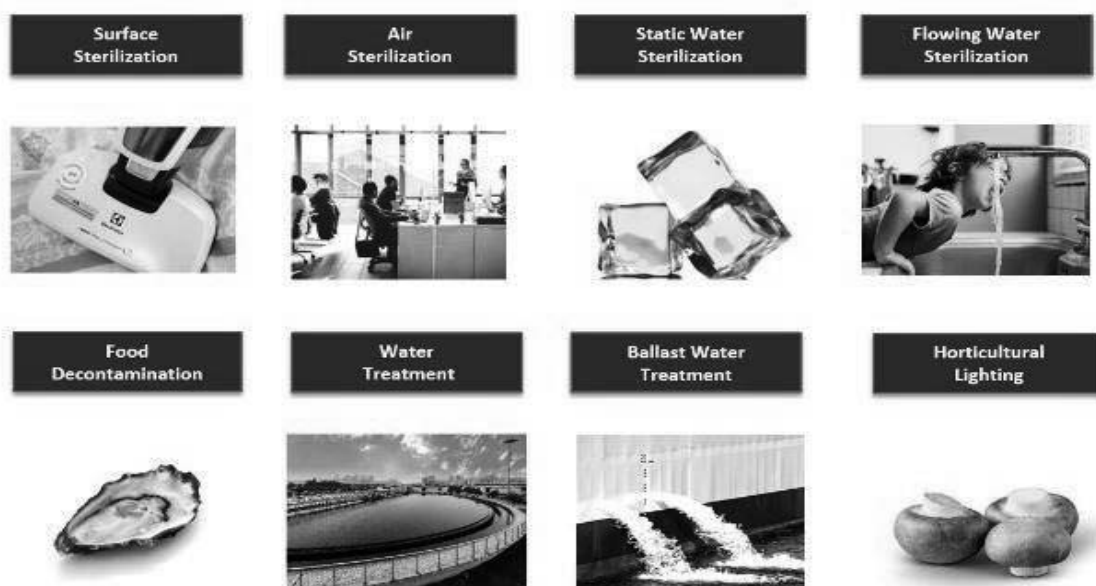 Surface
Sterilization
Air
Sterilization
Static Water
Sterilization
Flowing Water
Sterilization
Food
Decontamination
Water
Treatment
Ballast Water
Treatment
Horticultural
Lighting